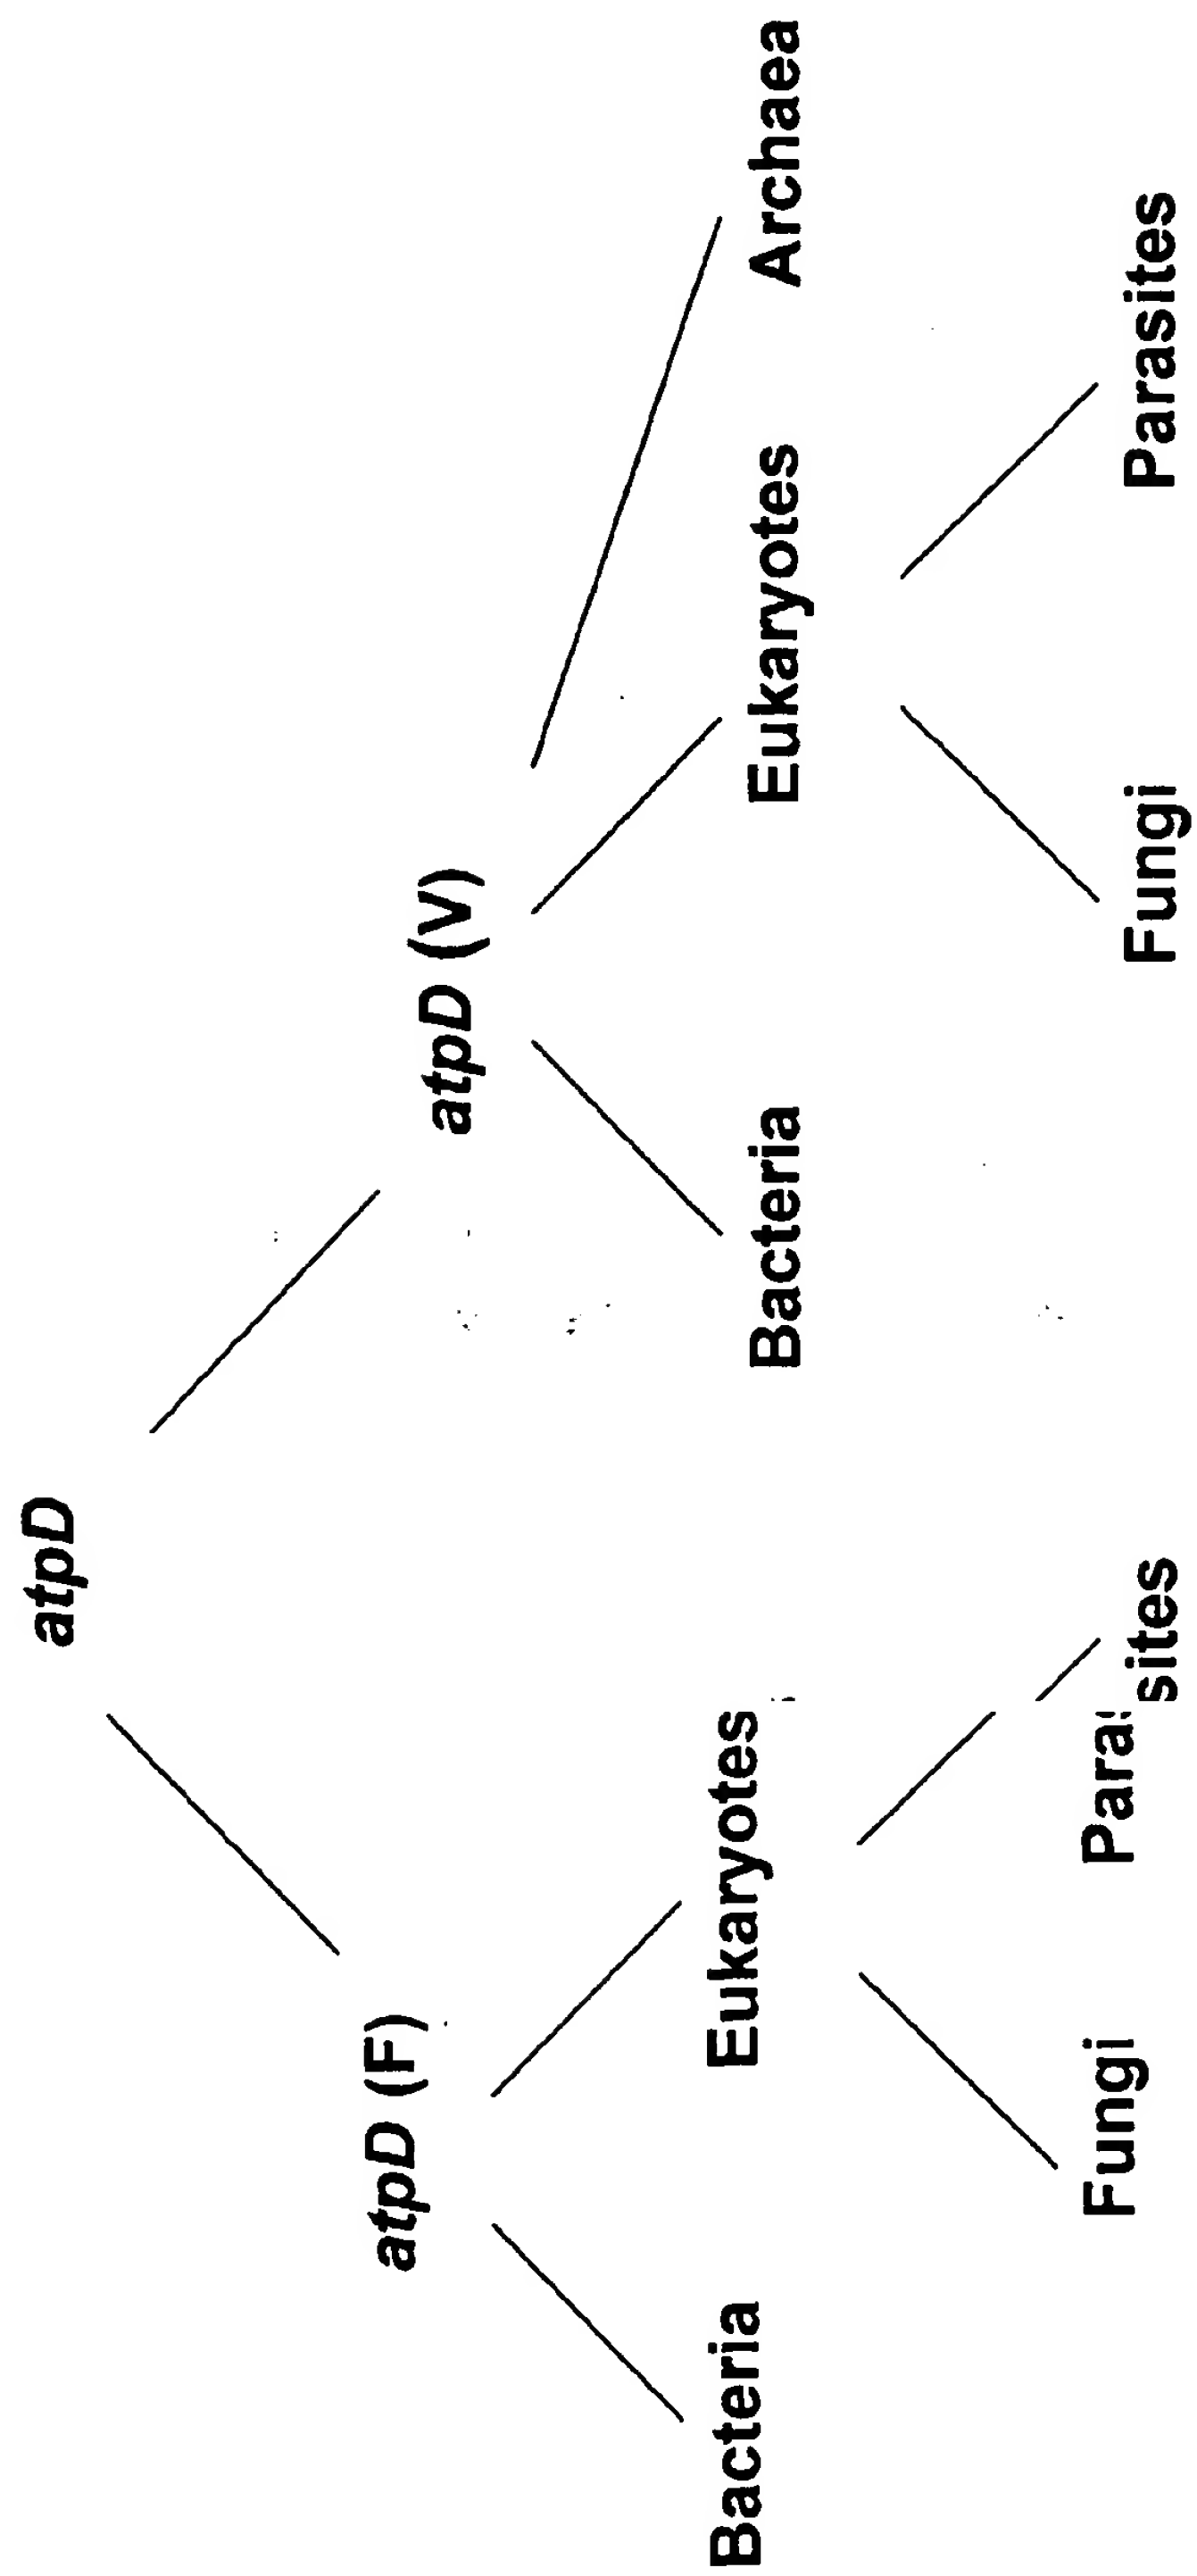 atpD
atpD (F)
atpD (V)
Bacteria
Eukaryotes
Bacteria
Eukaryotes
Archaea
Fungi
Parasites
Fungi
Parasites